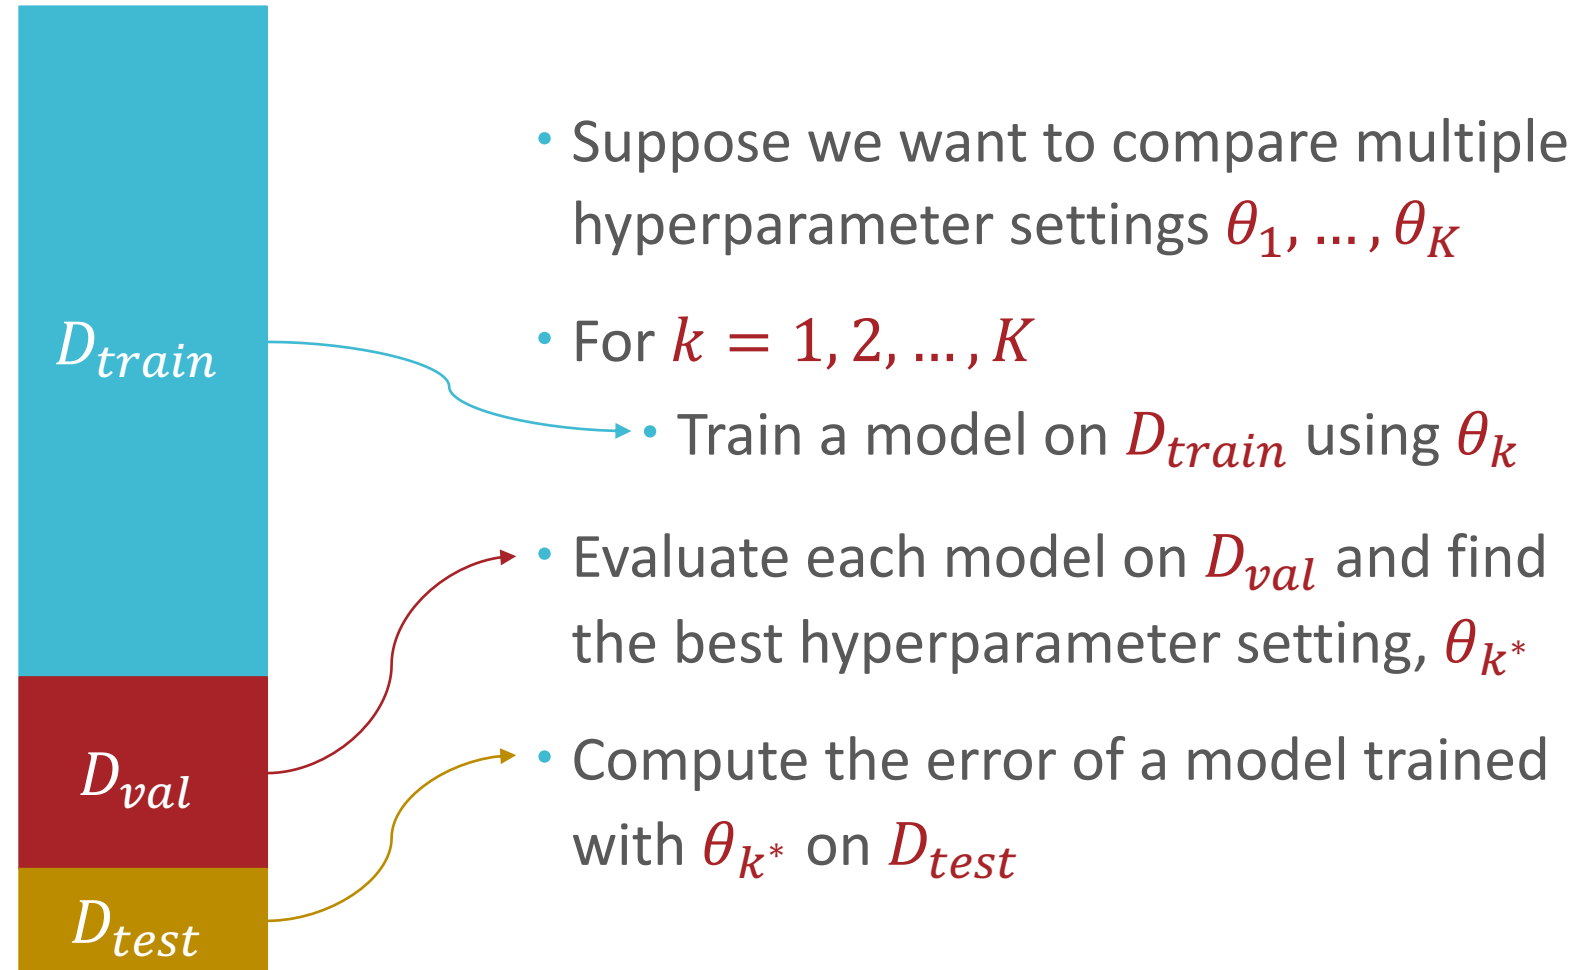 • Suppose we want to compare multiple
hyperparameter settings θ₁, … , θ_K
D_train
• For k = 1, 2, … , K
• Train a model on D_train using θ_k
• Evaluate each model on D_val and find
the best hyperparameter setting, θ_k*
D_val
• Compute the error of a model trained
with θ_k* on D_test
D_test